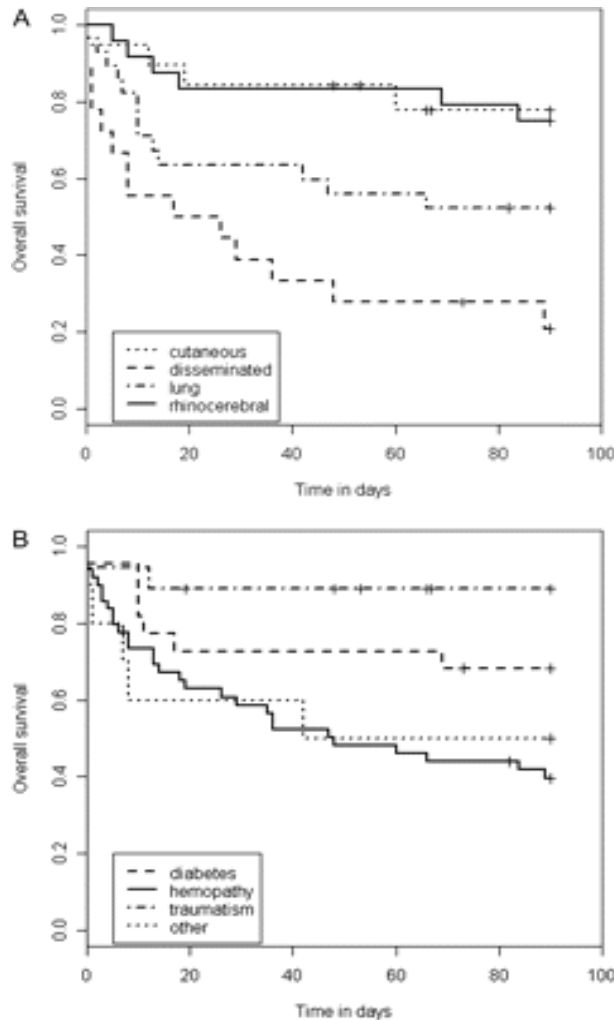 A
1.0
0.8
0.6
0.4
0.2
0.0
Overall survival
cutaneous
disseminated
lung
rhinocerebral
0 20 40 60 80 100
Time in days
B
1.0
0.8
0.6
0.4
0.2
0.0
Overall survival
diabetes
hemopathy
traumatism
other
0 20 40 60 80 100
Time in days